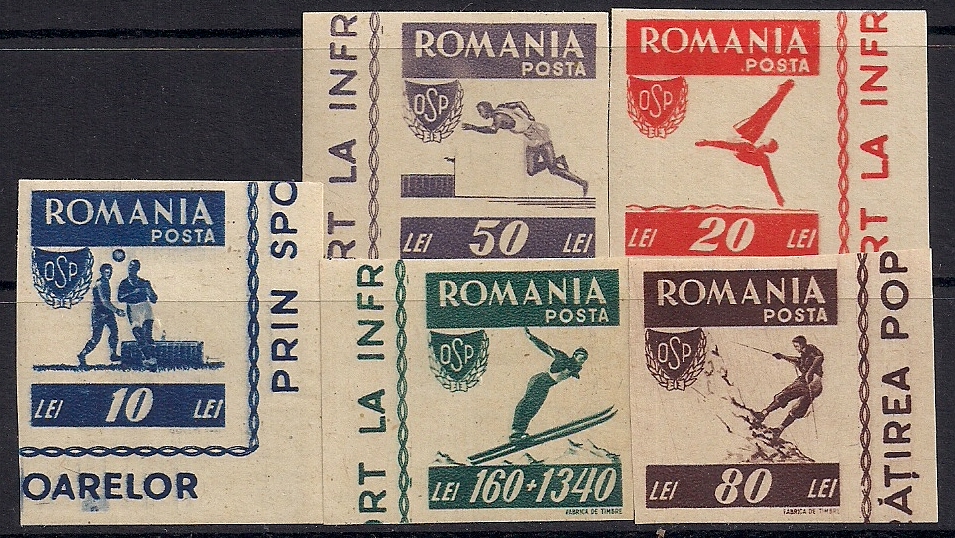 RT LA INFR
ROMANIA
POSTA
OSP
LEI 50 LEI
ROMANIA
POSTA
OSP
LEI 20 LEI
RT LA INFR
ROMANIA
POSTA
OSP
LEI 10 LEI
PRIN SPO
OARELOR
RT LA INFR
ROMANIA
POSTA
OSP
LEI 160+1340
FABRICA DE TIMBRE
ROMANIA
POSTA
OSP
LEI 80 LEI
FABRICA DE TIMBRE
ĂȚIREA POP